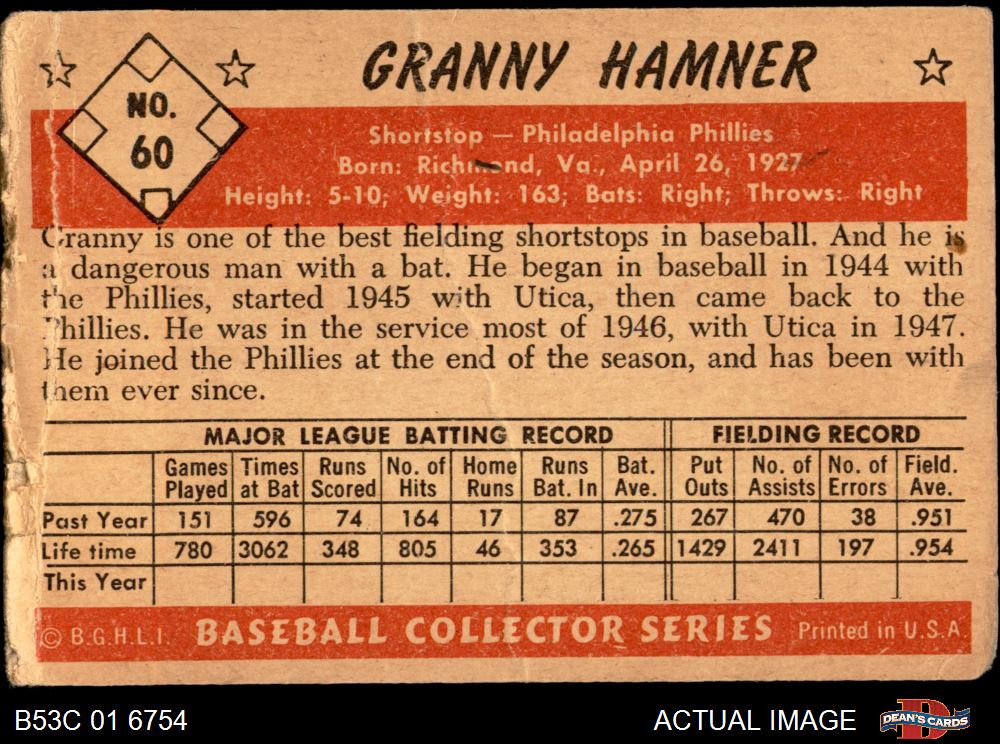 GRANNY HAMNER
NO.
60
Shortstop — Philadelphia Phillies
Born: Richmond, Va., April 26, 1927
Height: 5-10; Weight: 163; Bats: Right; Throws: Right
Granny is one of the best fielding shortstops in baseball. And he is
a dangerous man with a bat. He began in baseball in 1944 with
the Phillies, started 1945 with Utica, then came back to the
Phillies. He was in the service most of 1946, with Utica in 1947.
He joined the Phillies at the end of the season, and has been with
them ever since.
MAJOR LEAGUE BATTING RECORD FIELDING RECORD
Games Times Runs No. of Home Runs Bat. Put No. of No. of Field.
Played at Bat Scored Hits Runs Bat. In Ave. Outs Assists Errors Ave.
Past Year 151 596 74 164 17 87 .275 267 470 38 .951
Life time 780 3062 348 805 46 353 .265 1429 2411 197 .954
This Year
© B.G.H.L.I. BASEBALL COLLECTOR SERIES Printed in U.S.A.
B53C 01 6754 ACTUAL IMAGE DEAN'S CARDS